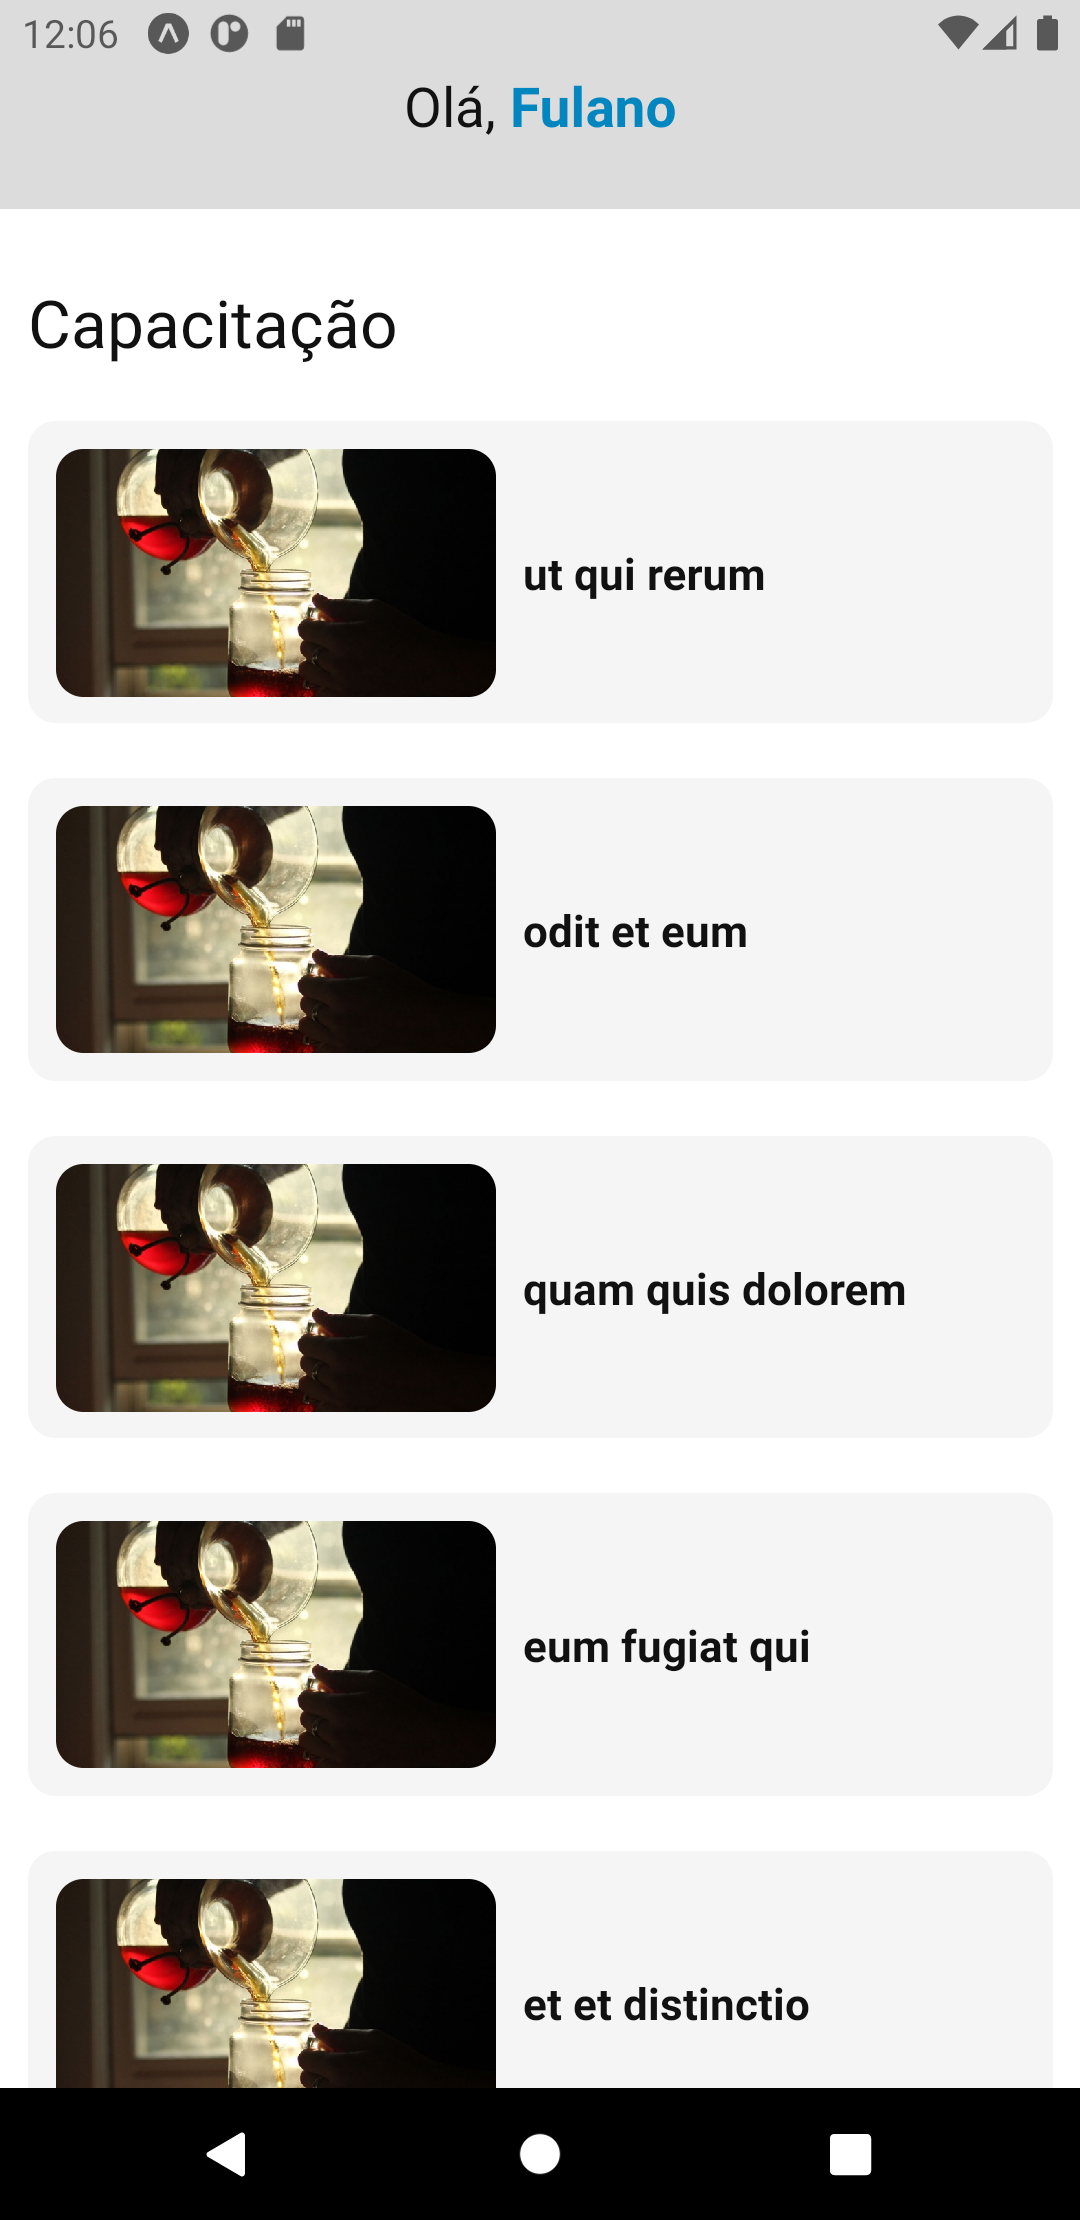 12:06
Olá, Fulano
Capacitação
ut qui rerum
odit et eum
quam quis dolorem
eum fugiat qui
et et distinctio